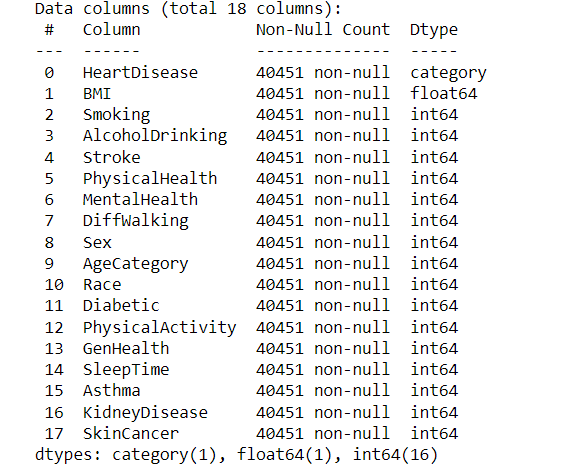 Data columns (total 18 columns):
 #   Column            Non-Null Count  Dtype
---  ------            --------------  -----
 0   HeartDisease      40451 non-null  category
 1   BMI               40451 non-null  float64
 2   Smoking           40451 non-null  int64
 3   AlcoholDrinking   40451 non-null  int64
 4   Stroke            40451 non-null  int64
 5   PhysicalHealth    40451 non-null  int64
 6   MentalHealth      40451 non-null  int64
 7   DiffWalking       40451 non-null  int64
 8   Sex               40451 non-null  int64
 9   AgeCategory       40451 non-null  int64
 10  Race              40451 non-null  int64
 11  Diabetic          40451 non-null  int64
 12  PhysicalActivity  40451 non-null  int64
 13  GenHealth         40451 non-null  int64
 14  SleepTime         40451 non-null  int64
 15  Asthma            40451 non-null  int64
 16  KidneyDisease     40451 non-null  int64
 17  SkinCancer        40451 non-null  int64
dtypes: category(1), float64(1), int64(16)